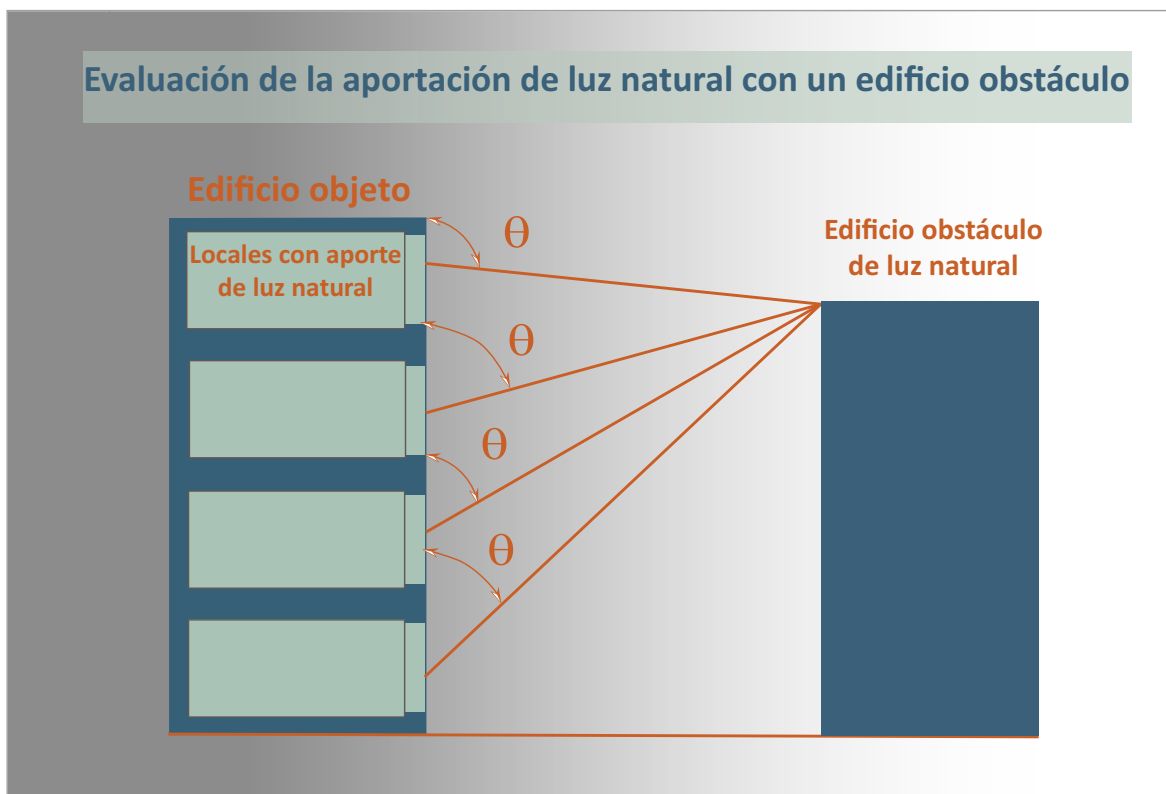 Evaluación de la aportación de luz natural con un edificio obstáculo
Edificio objeto
Locales con aporte
de luz natural
Edificio obstáculo
de luz natural
θ
θ
θ
θ